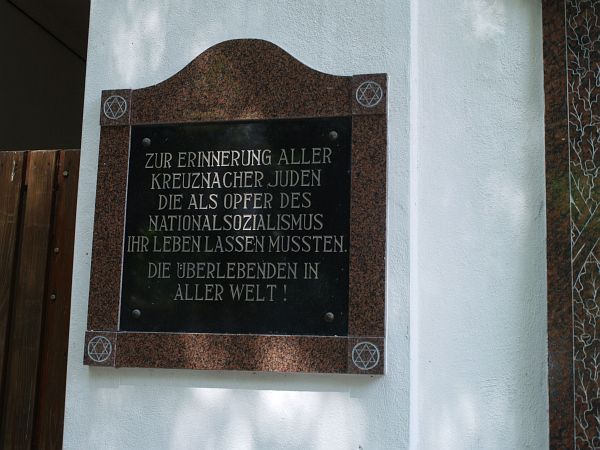 ZUR ERINNERUNG ALLER
KREUZNACHER JUDEN
DIE ALS OPFER DES
NATIONALSOZIALISMUS
IHR LEBEN LASSEN MUSSTEN.
DIE ÜBERLEBENDEN IN
ALLER WELT !